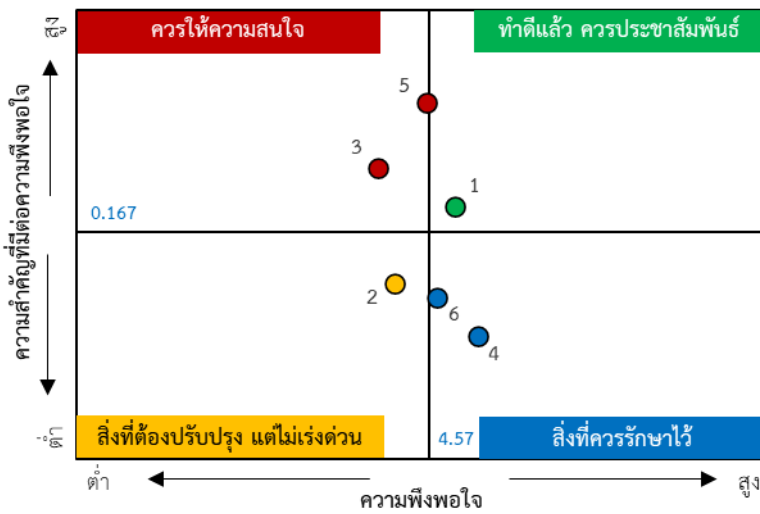 สูง
ควรให้ความสนใจ
ทำดีแล้ว ควรประชาสัมพันธ์
5
3
1
0.167
ความสำคัญที่มีต่อความพึงพอใจ
2
6
4
ต่ำ
สิ่งที่ต้องปรับปรุง แต่ไม่เร่งด่วน
4.57
สิ่งที่ควรรักษาไว้
ต่ำ
ความพึงพอใจ
สูง